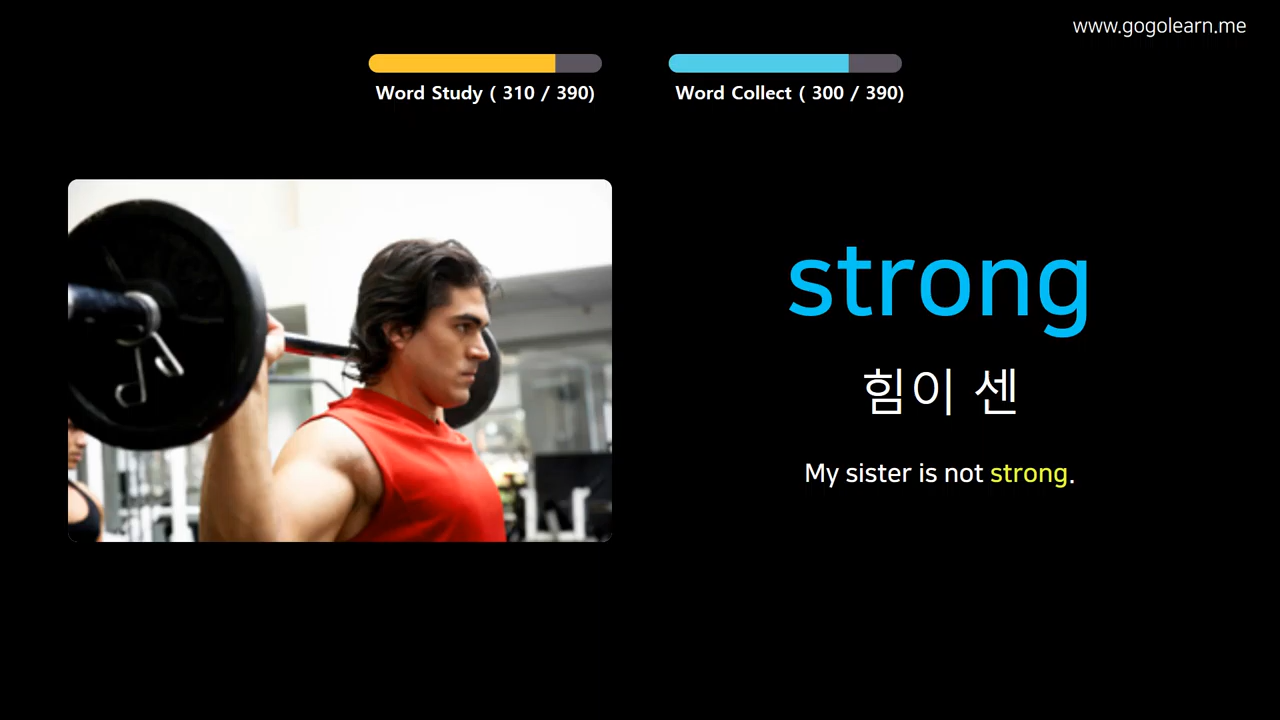 www.gogolearn.me
Word Study ( 310 / 390)
Word Collect ( 300 / 390)
strong
힘이 센
My sister is not strong.